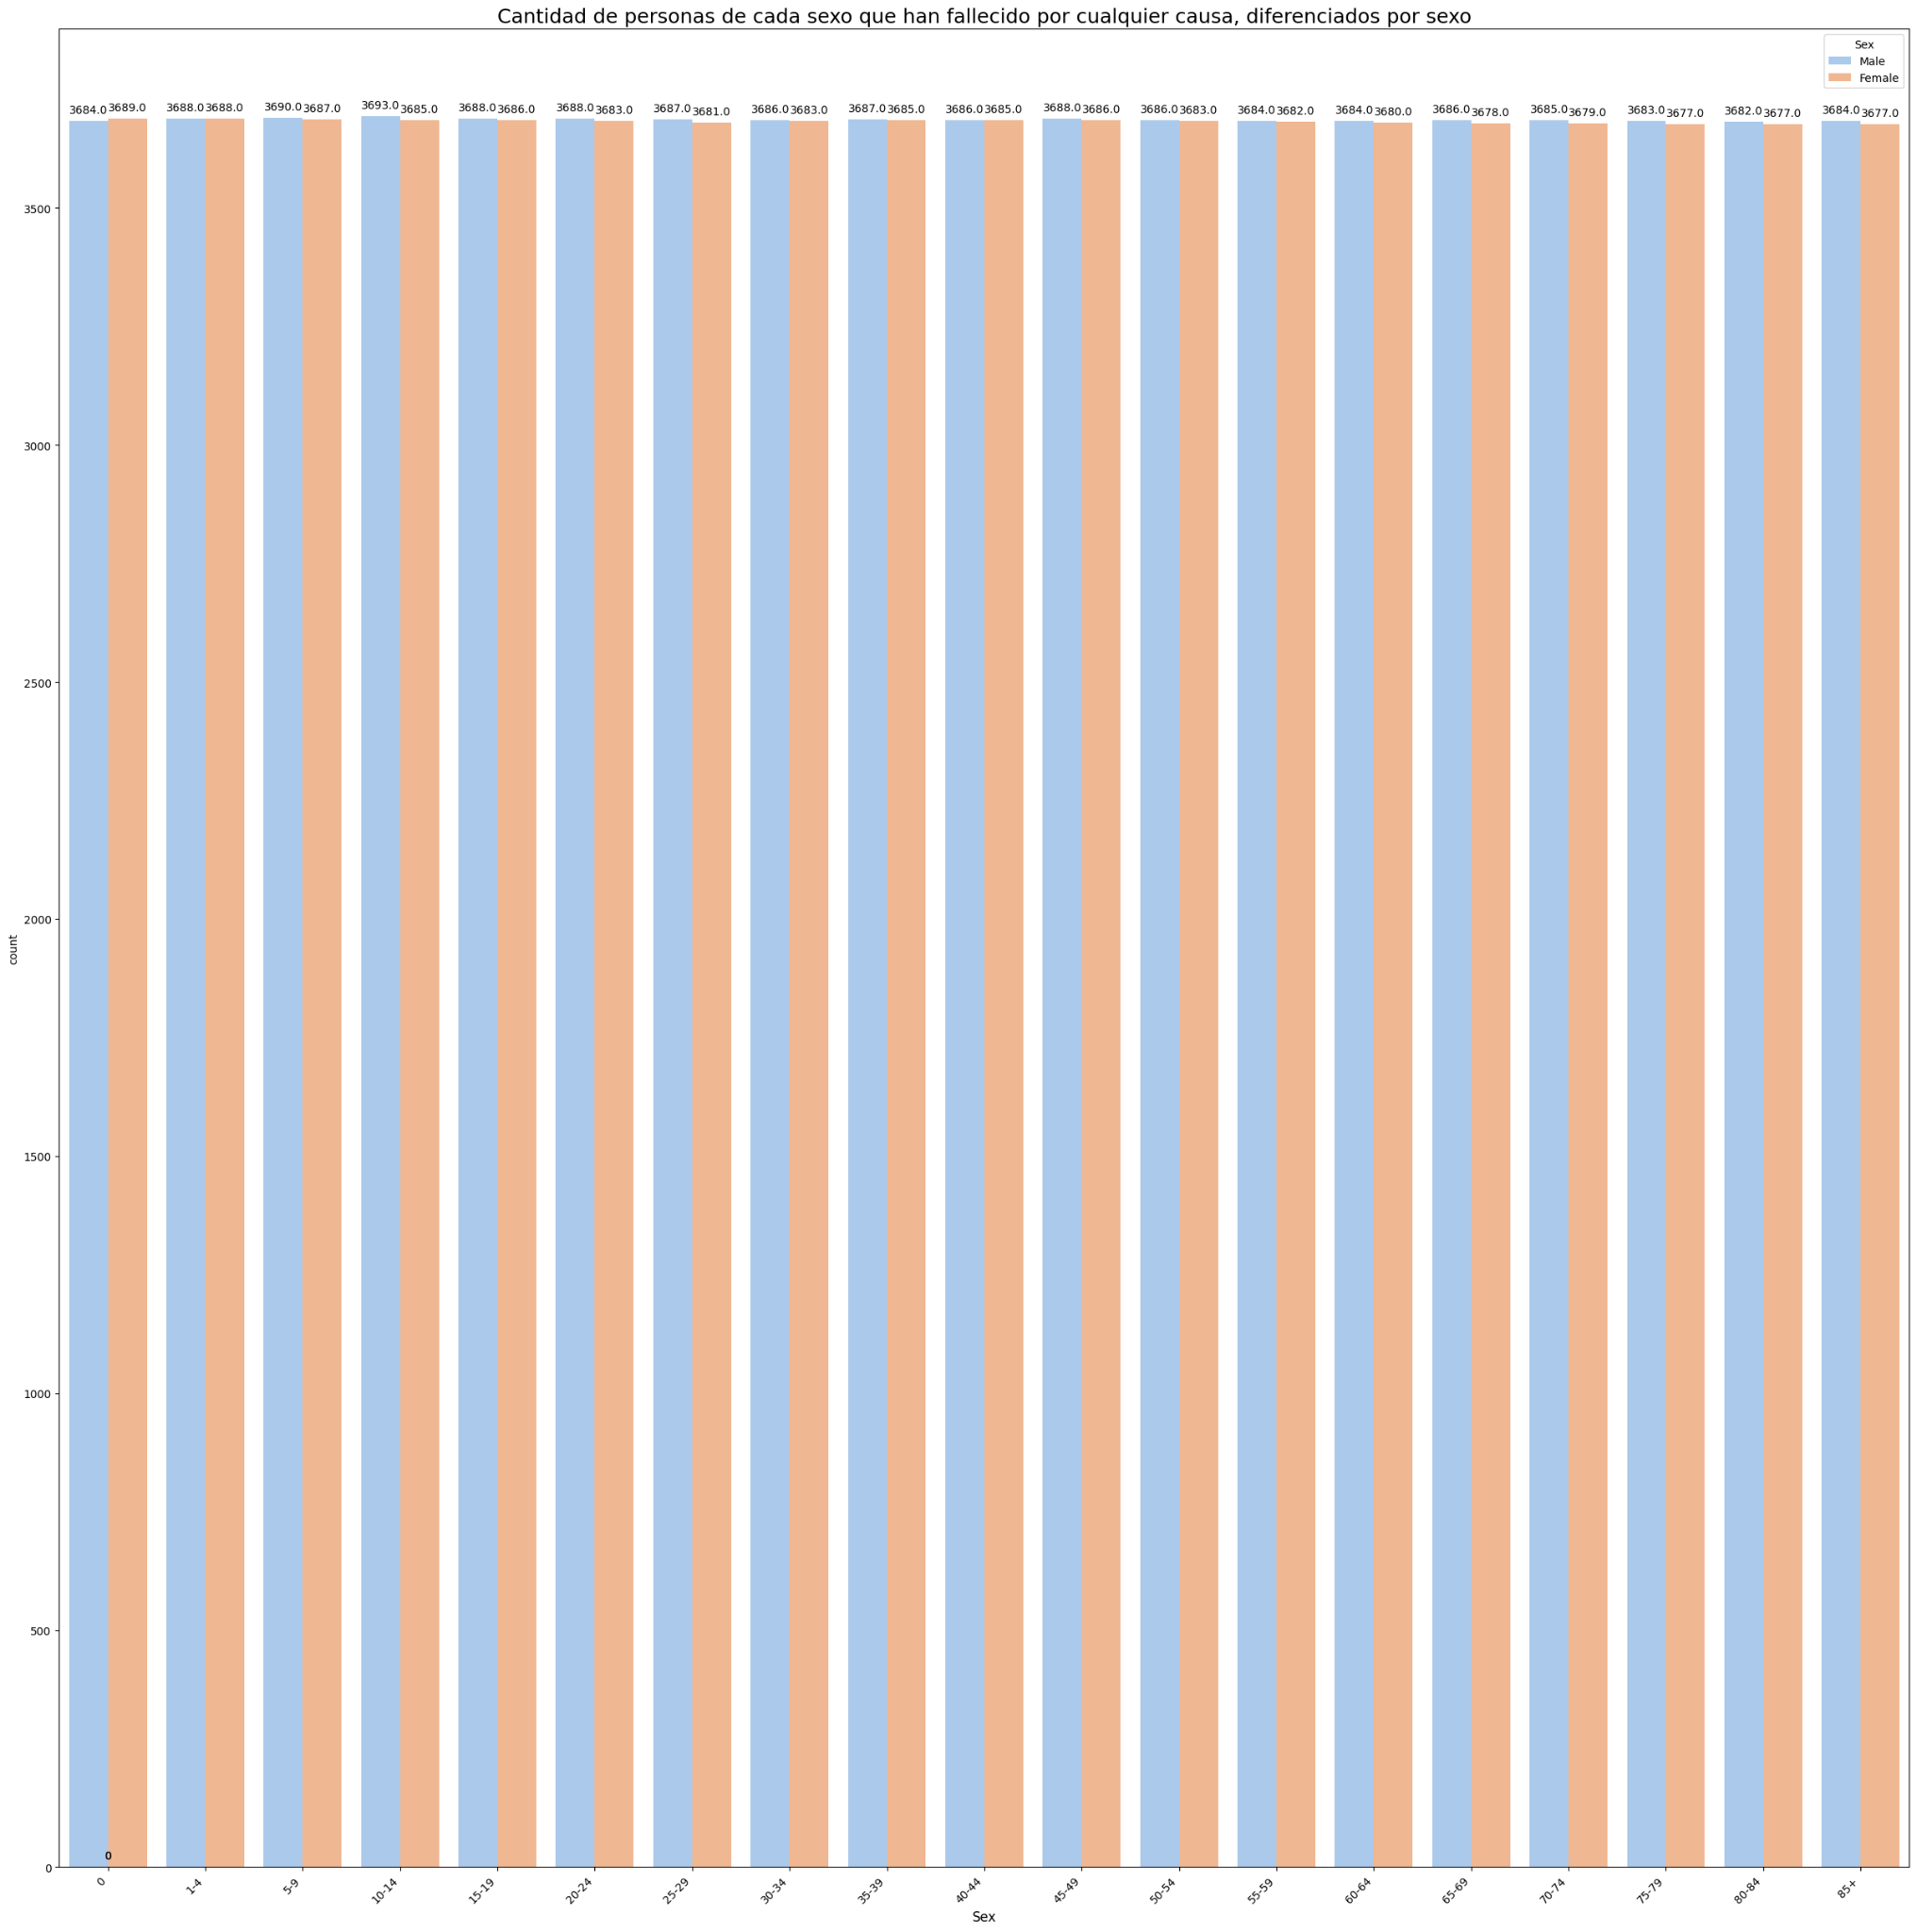 Cantidad de personas de cada sexo que han fallecido por cualquier causa, diferenciados por sexo
Sex
Male
Female
3684.0 3689.0 3688.0 3688.0 3690.0 3687.0 3693.0 3685.0 3688.0 3686.0 3688.0 3683.0 3687.0 3681.0 3686.0 3683.0 3687.0 3685.0 3686.0 3685.0 3688.0 3686.0 3686.0 3683.0 3684.0 3682.0 3684.0 3680.0 3686.0 3678.0 3685.0 3679.0 3683.0 3677.0 3682.0 3677.0 3684.0 3677.0
3500
3000
2500
2000
count
1500
1000
500
0
0
0 1-4 5-9 10-14 15-19 20-24 25-29 30-34 35-39 40-44 45-49 50-54 55-59 60-64 65-69 70-74 75-79 80-84 85+
Sex